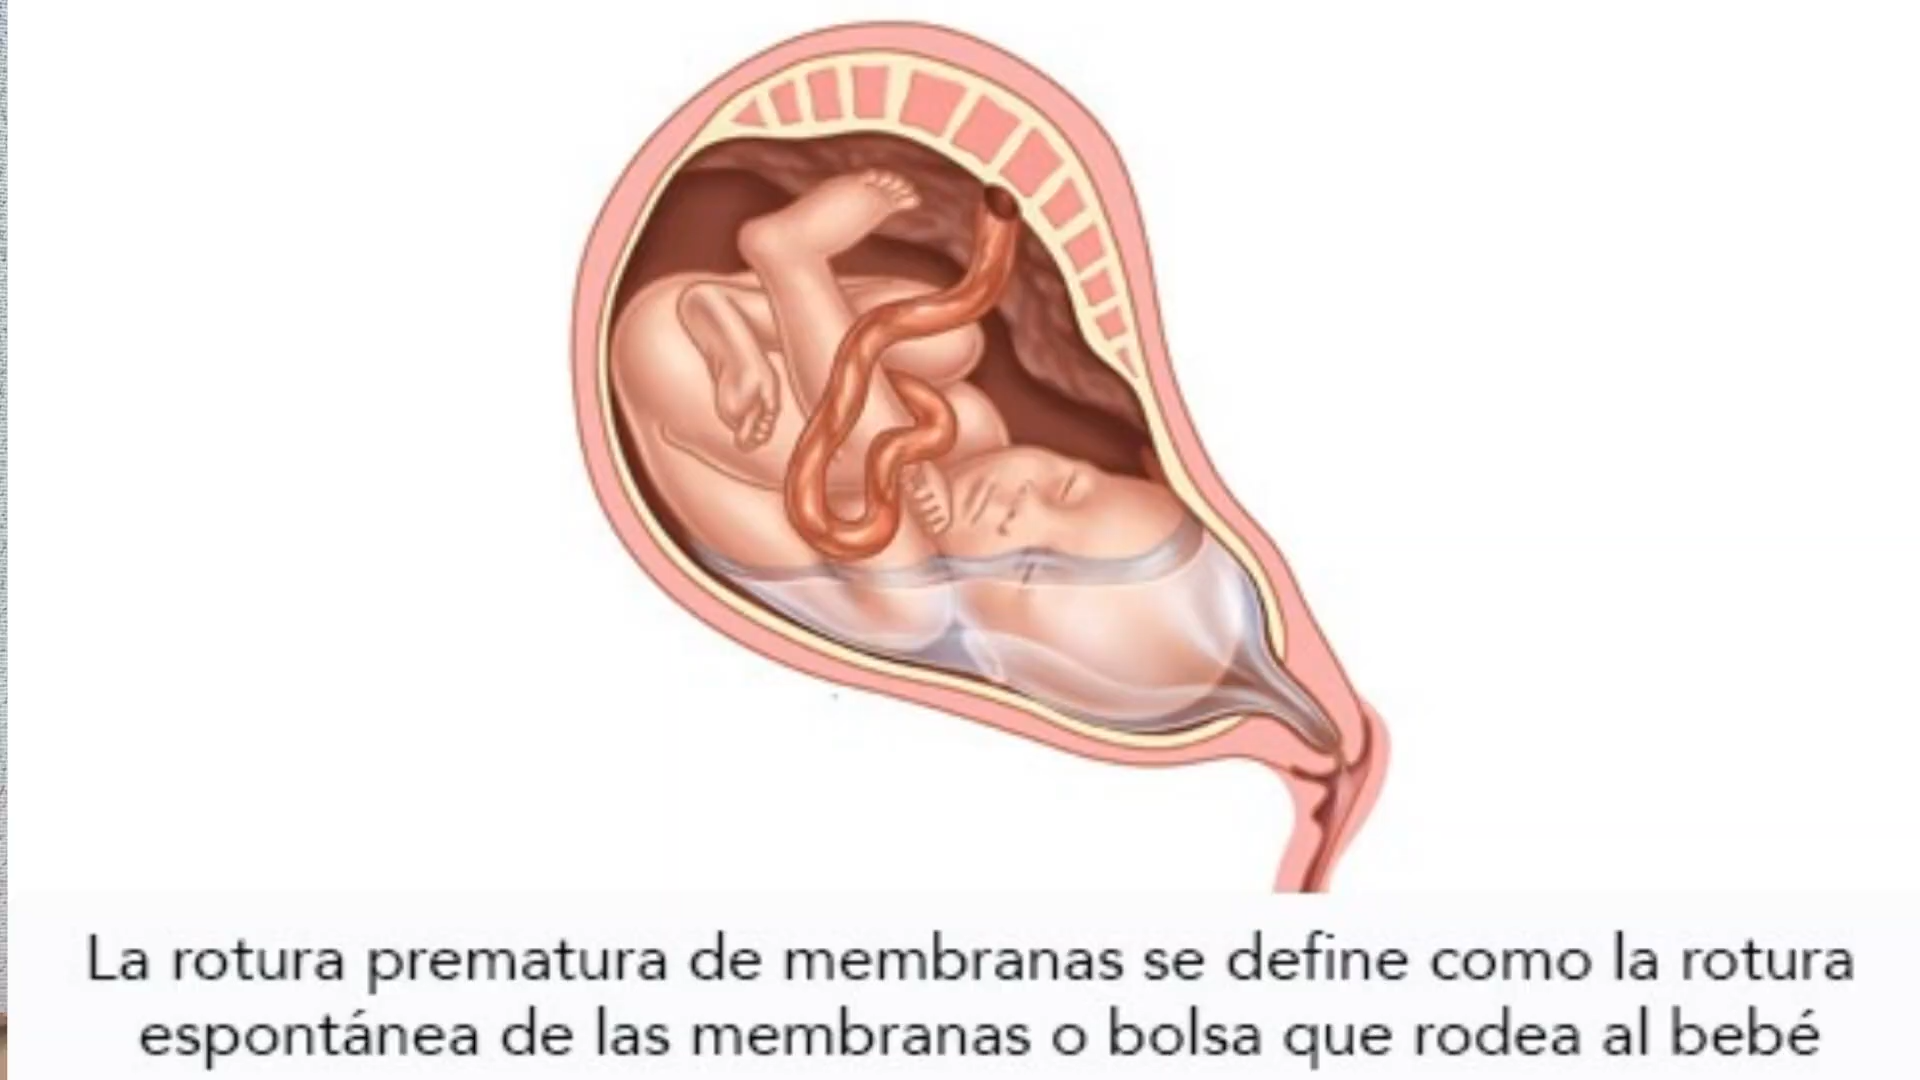 La rotura prematura de membranas se define como la rotura
espontánea de las membranas o bolsa que rodea al bebé